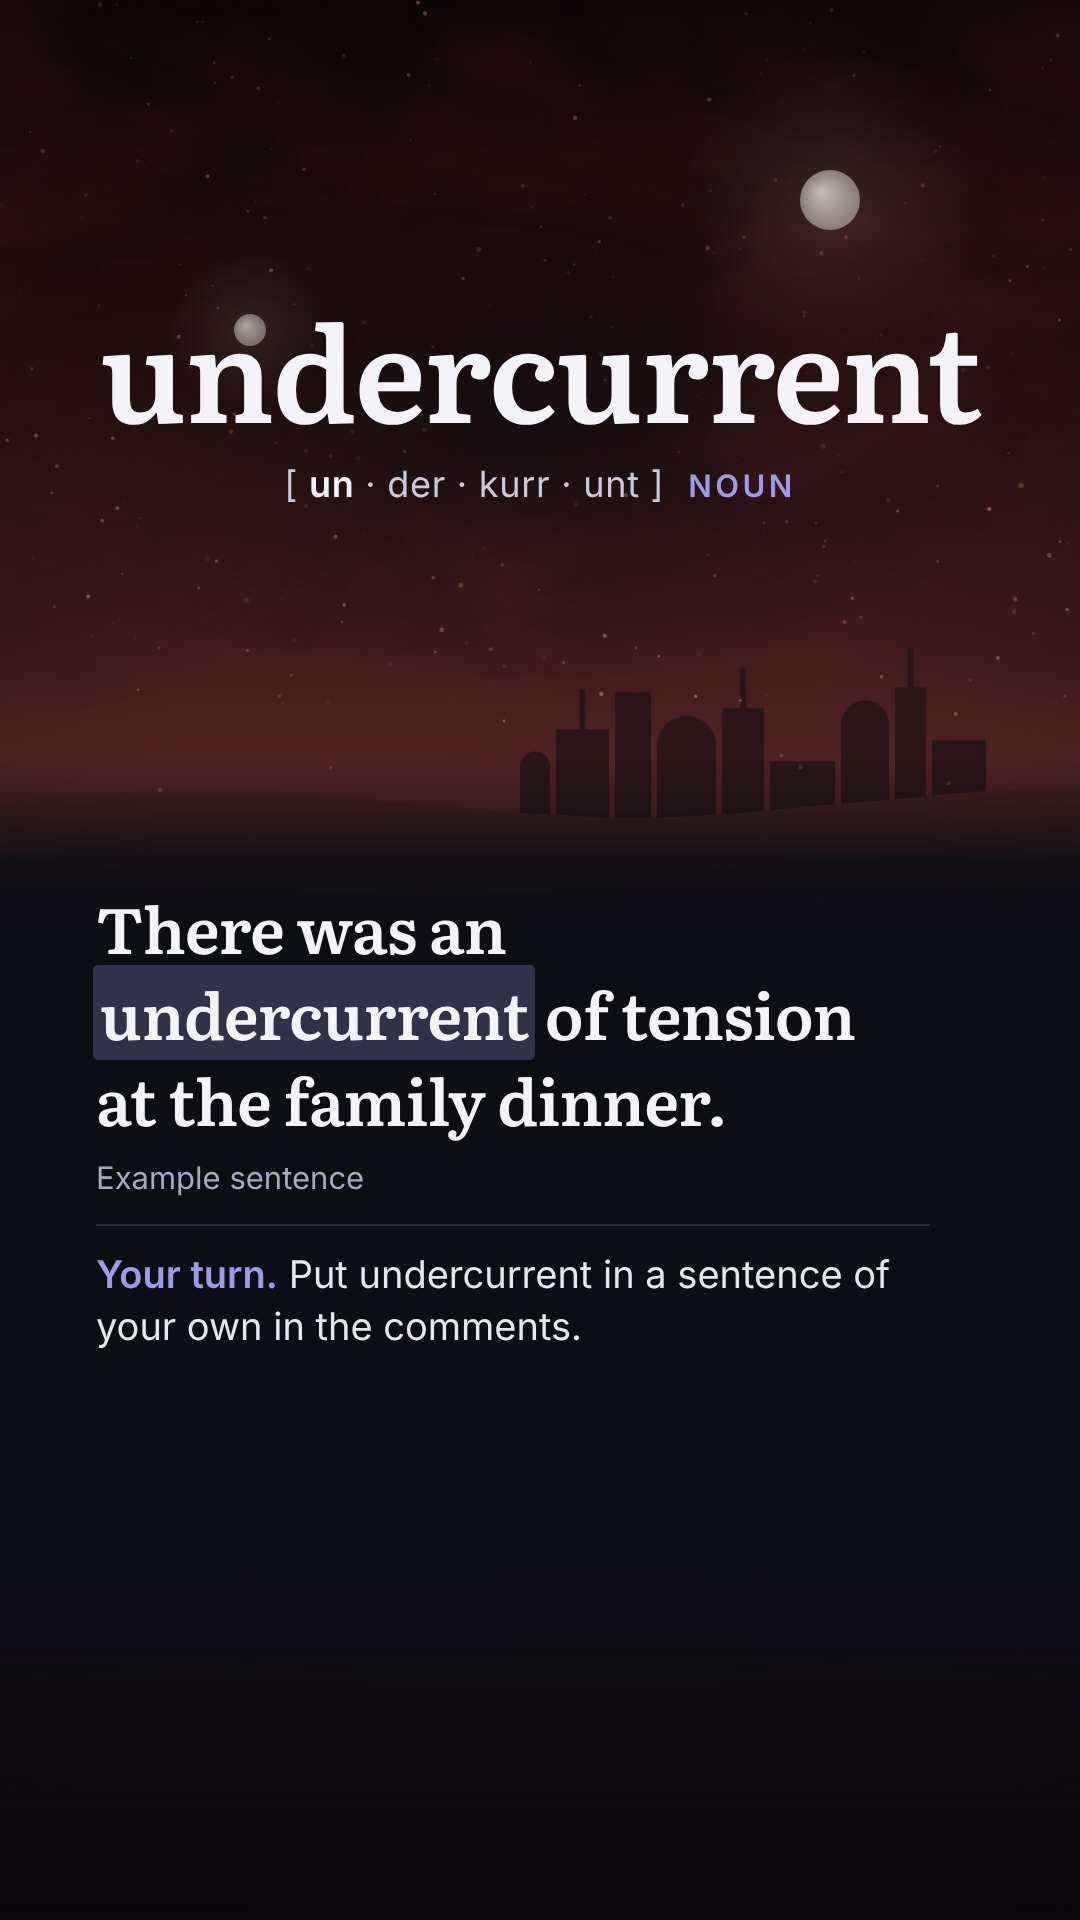 undercurrent
[ un · der · kurr · unt ] NOUN
There was an
undercurrent of tension
at the family dinner.
Example sentence
Your turn. Put undercurrent in a sentence of
your own in the comments.